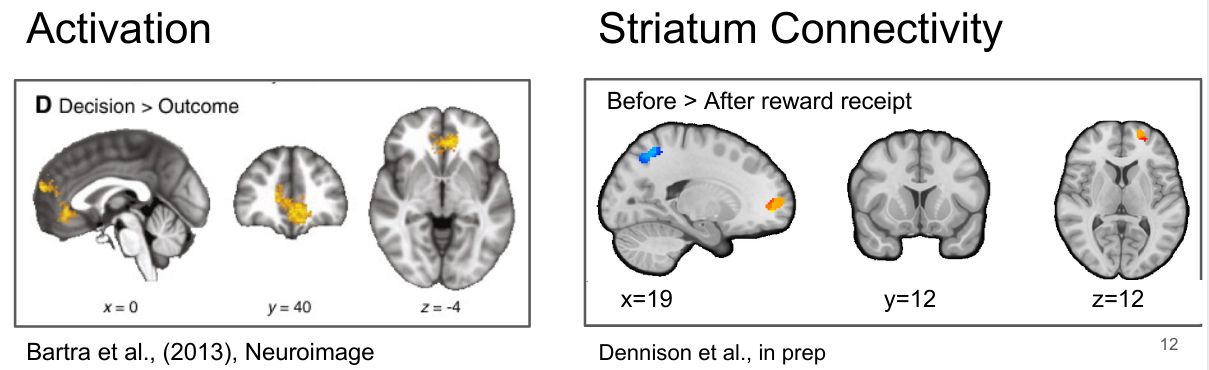 Activation
D Decision > Outcome
x = 0 y = 40 z = -4
Bartra et al., (2013), Neuroimage
Striatum Connectivity
Before > After reward receipt
x=19 y=12 z=12
Dennison et al., in prep
12